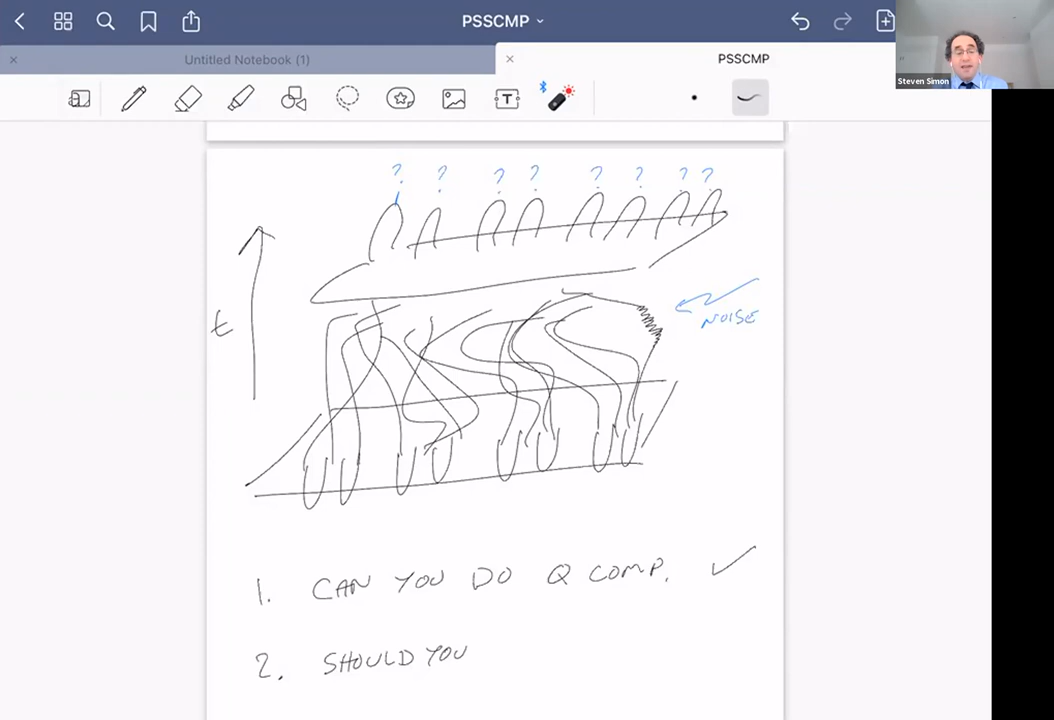 PSSCMP
Untitled Notebook (1)
PSSCMP
Steven Simon
? ? ? ? ? ? ? ?
t
NOISE
1. CAN YOU DO Q COMP.
2. SHOULD YOU